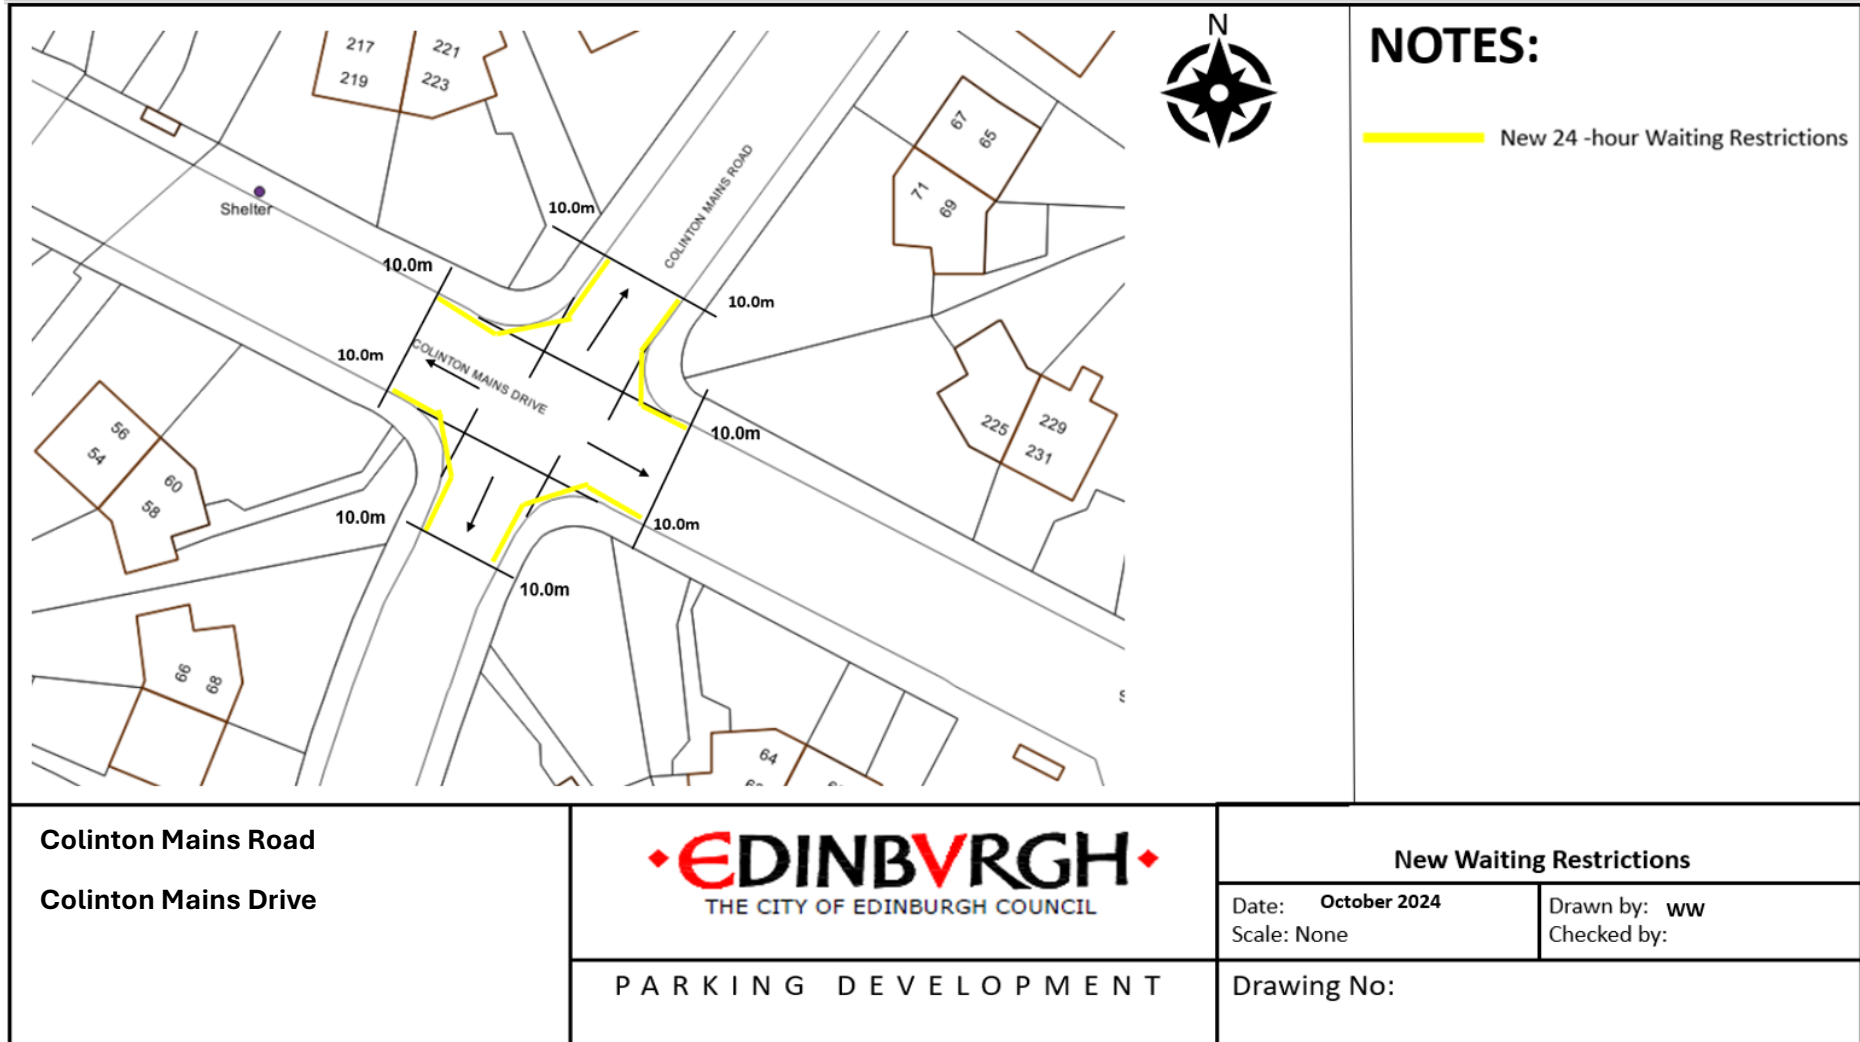 N
NOTES:
New 24 -hour Waiting Restrictions
217
219
221
223
67
65
71
69
Shelter
COLINTON MAINS ROAD
10.0m
10.0m
10.0m
10.0m
COLINTON MAINS DRIVE
10.0m
10.0m
10.0m
10.0m
225
229
231
56
54
60
58
66
68
64
Colinton Mains Road
Colinton Mains Drive
EDINBVRGH
THE CITY OF EDINBURGH COUNCIL
PARKING DEVELOPMENT
New Waiting Restrictions
Date: October 2024
Scale: None
Drawn by: WW
Checked by:
Drawing No: